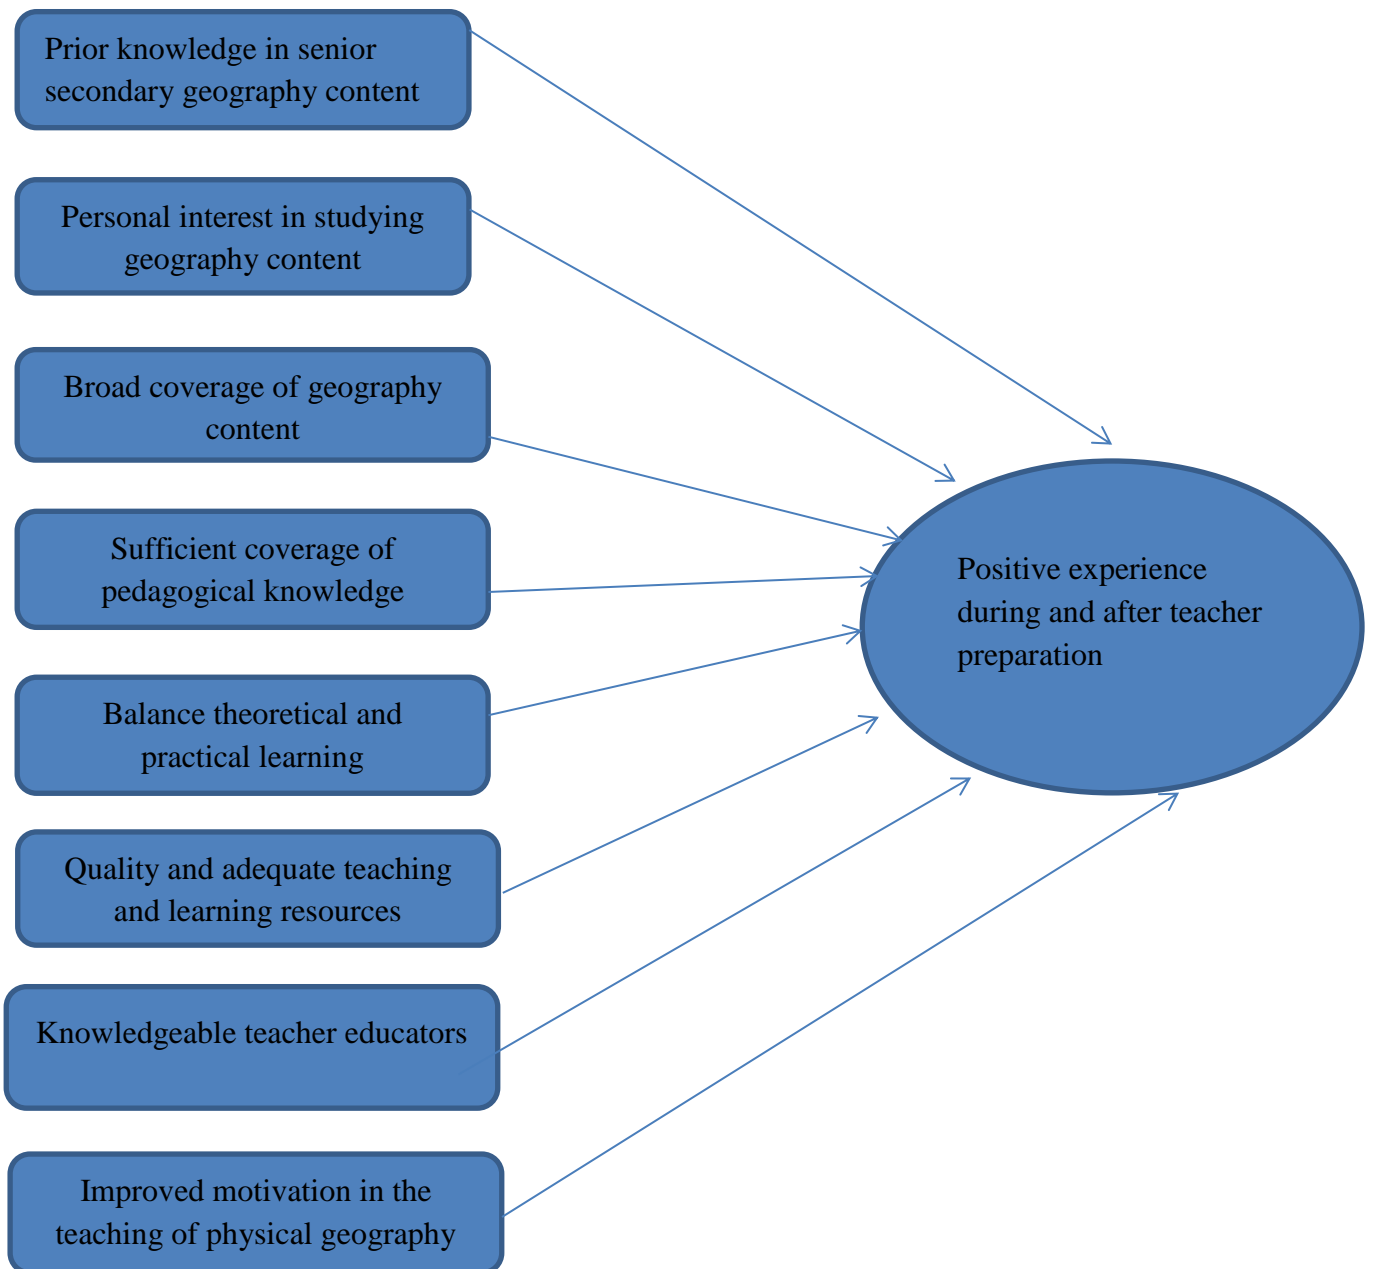 Prior knowledge in senior
secondary geography content
Personal interest in studying
geography content
Broad coverage of geography
content
Sufficient coverage of
pedagogical knowledge
Balance theoretical and
practical learning
Quality and adequate teaching
and learning resources
Knowledgeable teacher educators
Improved motivation in the
teaching of physical geography
Positive experience
during and after teacher
preparation